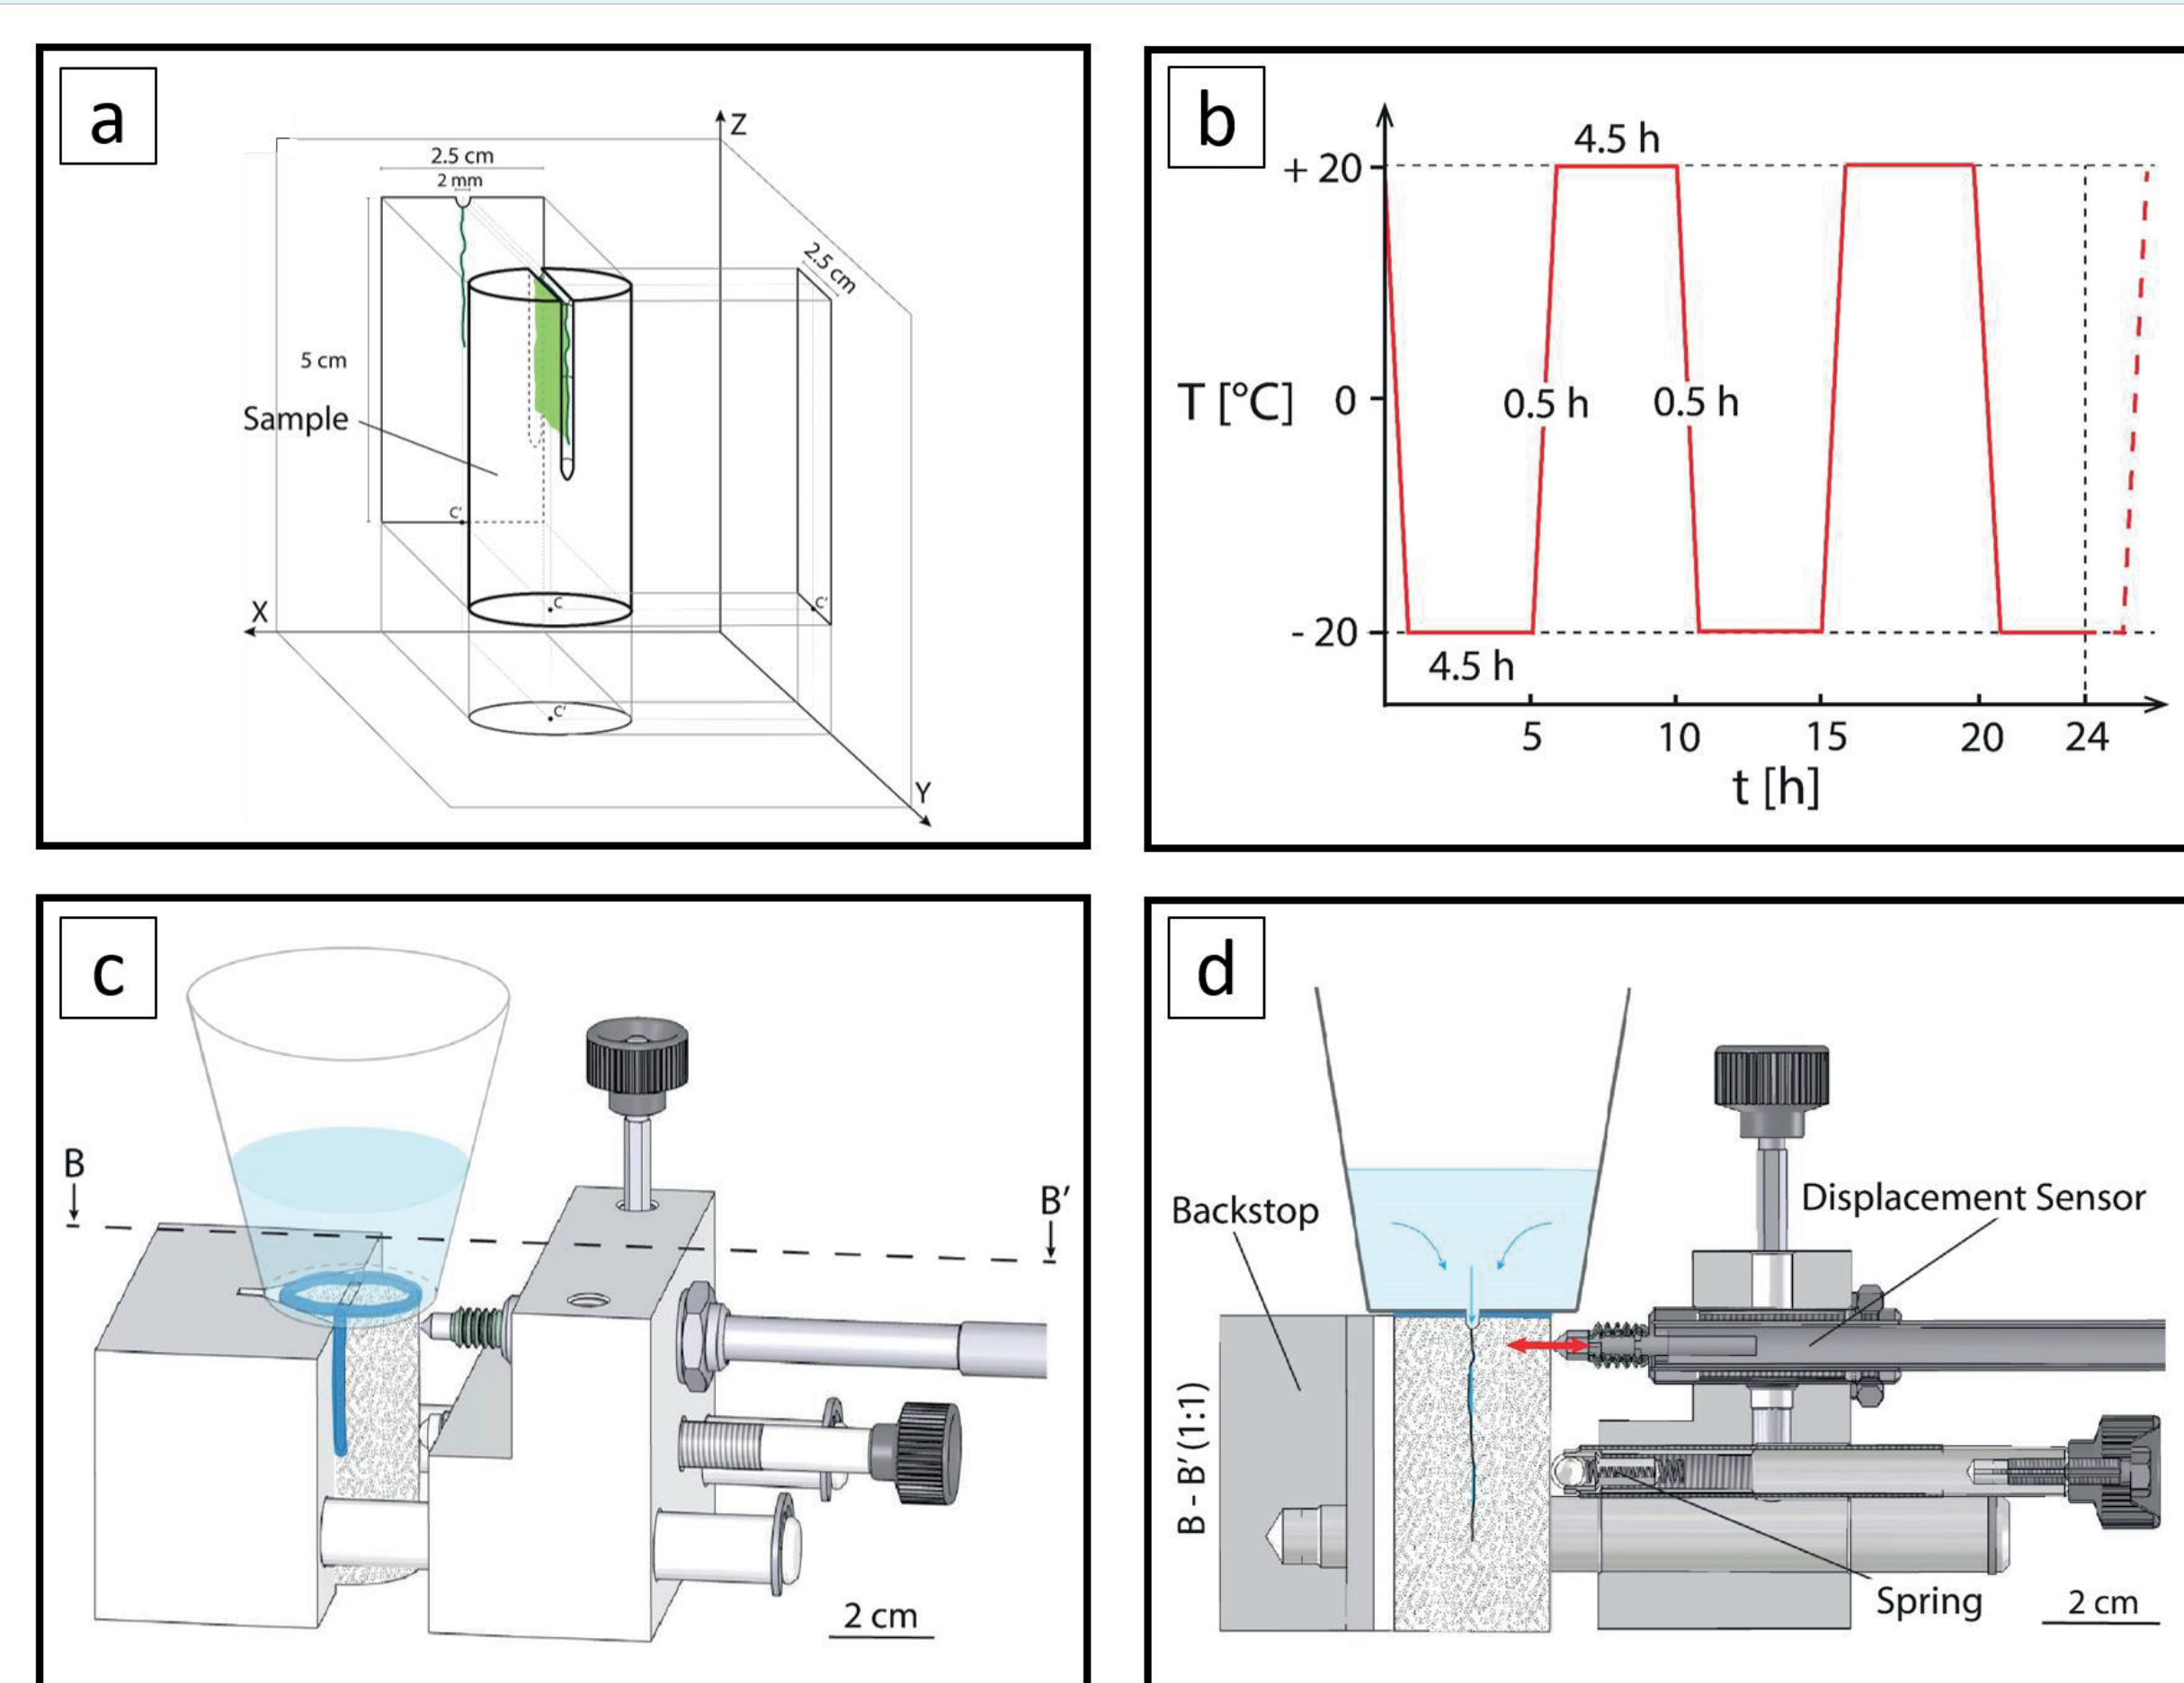 a
Z
2.5 cm
2 mm
2.5 cm
5 cm
Sample
C'
C
C'
X
C'
Y
b
4.5 h
+ 20
T [°C]
0
0.5 h
0.5 h
- 20
4.5 h
5
10
15
20
24
t [h]
c
B
B'
2 cm
d
Backstop
Displacement Sensor
B - B' (1:1)
Spring
2 cm